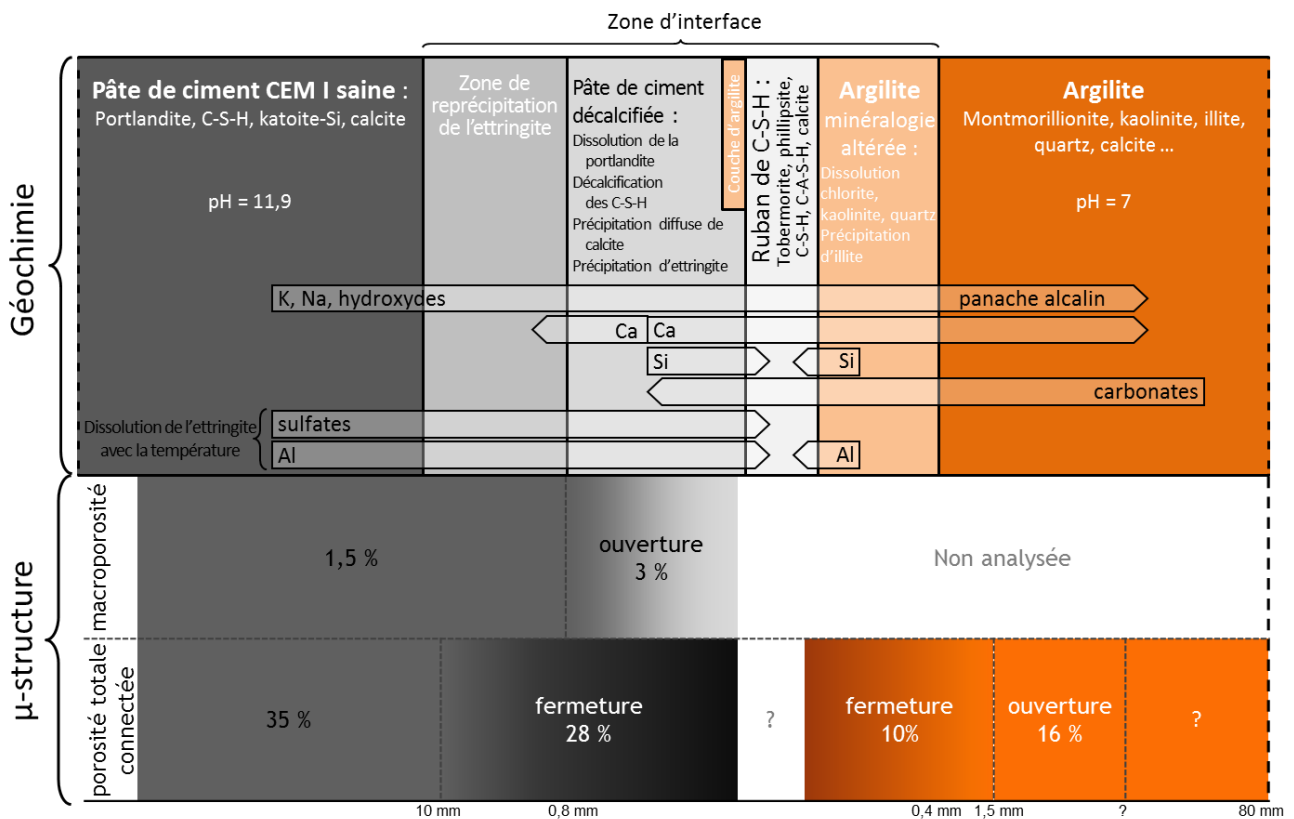 Zone d’interface
Géochimie
Pâte de ciment CEM I saine :
Portlandite, C-S-H, katoite-Si, calcite
pH = 11,9
Zone de
reprécipitation
de l’ettringite
Pâte de ciment
décalcifiée :
Dissolution de la
portlandite
Décalcification
des C-S-H
Précipitation diffuse de
calcite
Précipitation d’ettringite
Couche d’argilite
Ruban de C-S-H :
Tobermorite, phillipsite,
C-S-H, C-A-S-H, calcite
Argilite
minéralogie
altérée :
Dissolution
chlorite,
kaolinite, quartz
Précipitation
d’illite
Argilite
Montmorillionite, kaolinite, illite,
quartz, calcite ...
pH = 7
K, Na, hydroxydes
panache alcalin
Ca
Ca
Si
Si
carbonates
Dissolution de l’ettringite
avec la température
sulfates
Al
Al
µ-structure
macroporosité
1,5 %
ouverture
3 %
Non analysée
porosité totale
connectée
35 %
fermeture
28 %
?
fermeture
10%
ouverture
16 %
?
10 mm
0,8 mm
0,4 mm
1,5 mm
?
80 mm